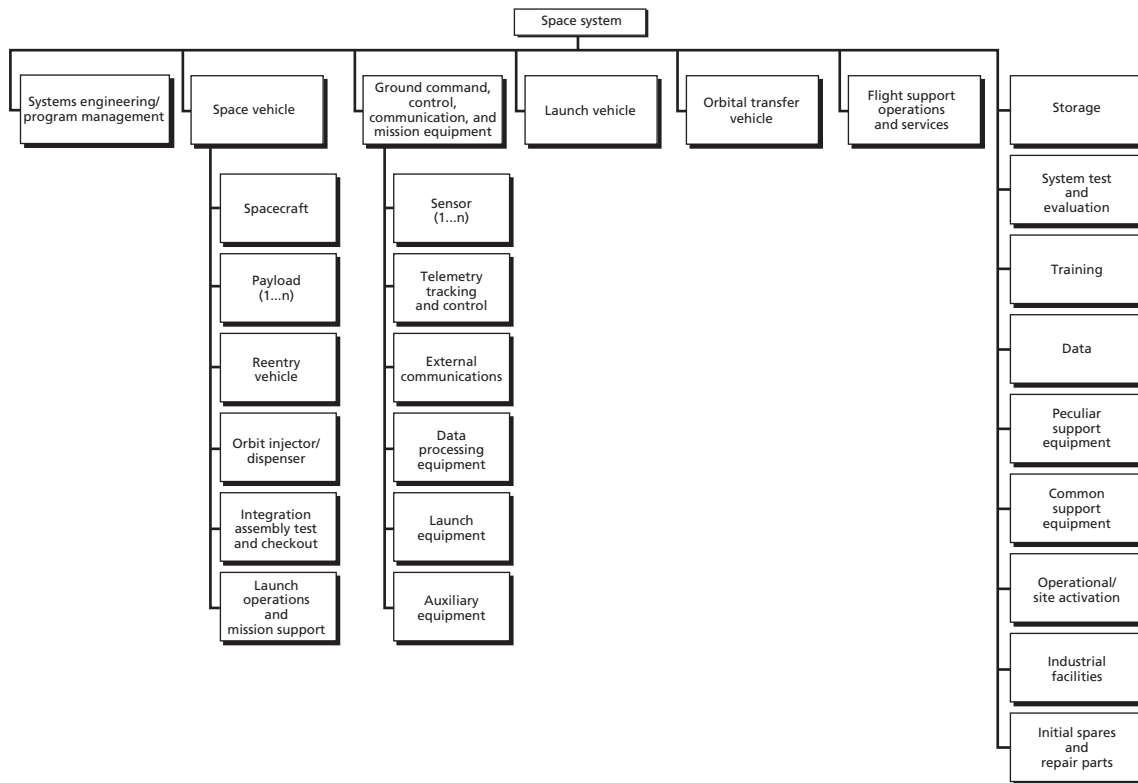 Space system
Systems engineering/
program management
Space vehicle
Ground command,
control,
communication, and
mission equipment
Launch vehicle
Orbital transfer
vehicle
Flight support
operations
and services
Storage
Spacecraft
Payload
(1...n)
Reentry
vehicle
Orbit injector/
dispenser
Integration
assembly test
and checkout
Launch
operations
and
mission support
Sensor
(1...n)
Telemetry
tracking
and control
External
communications
Data
processing
equipment
Launch
equipment
Auxiliary
equipment
System test
and
evaluation
Training
Data
Peculiar
support
equipment
Common
support
equipment
Operational/
site activation
Industrial
facilities
Initial spares
and
repair parts